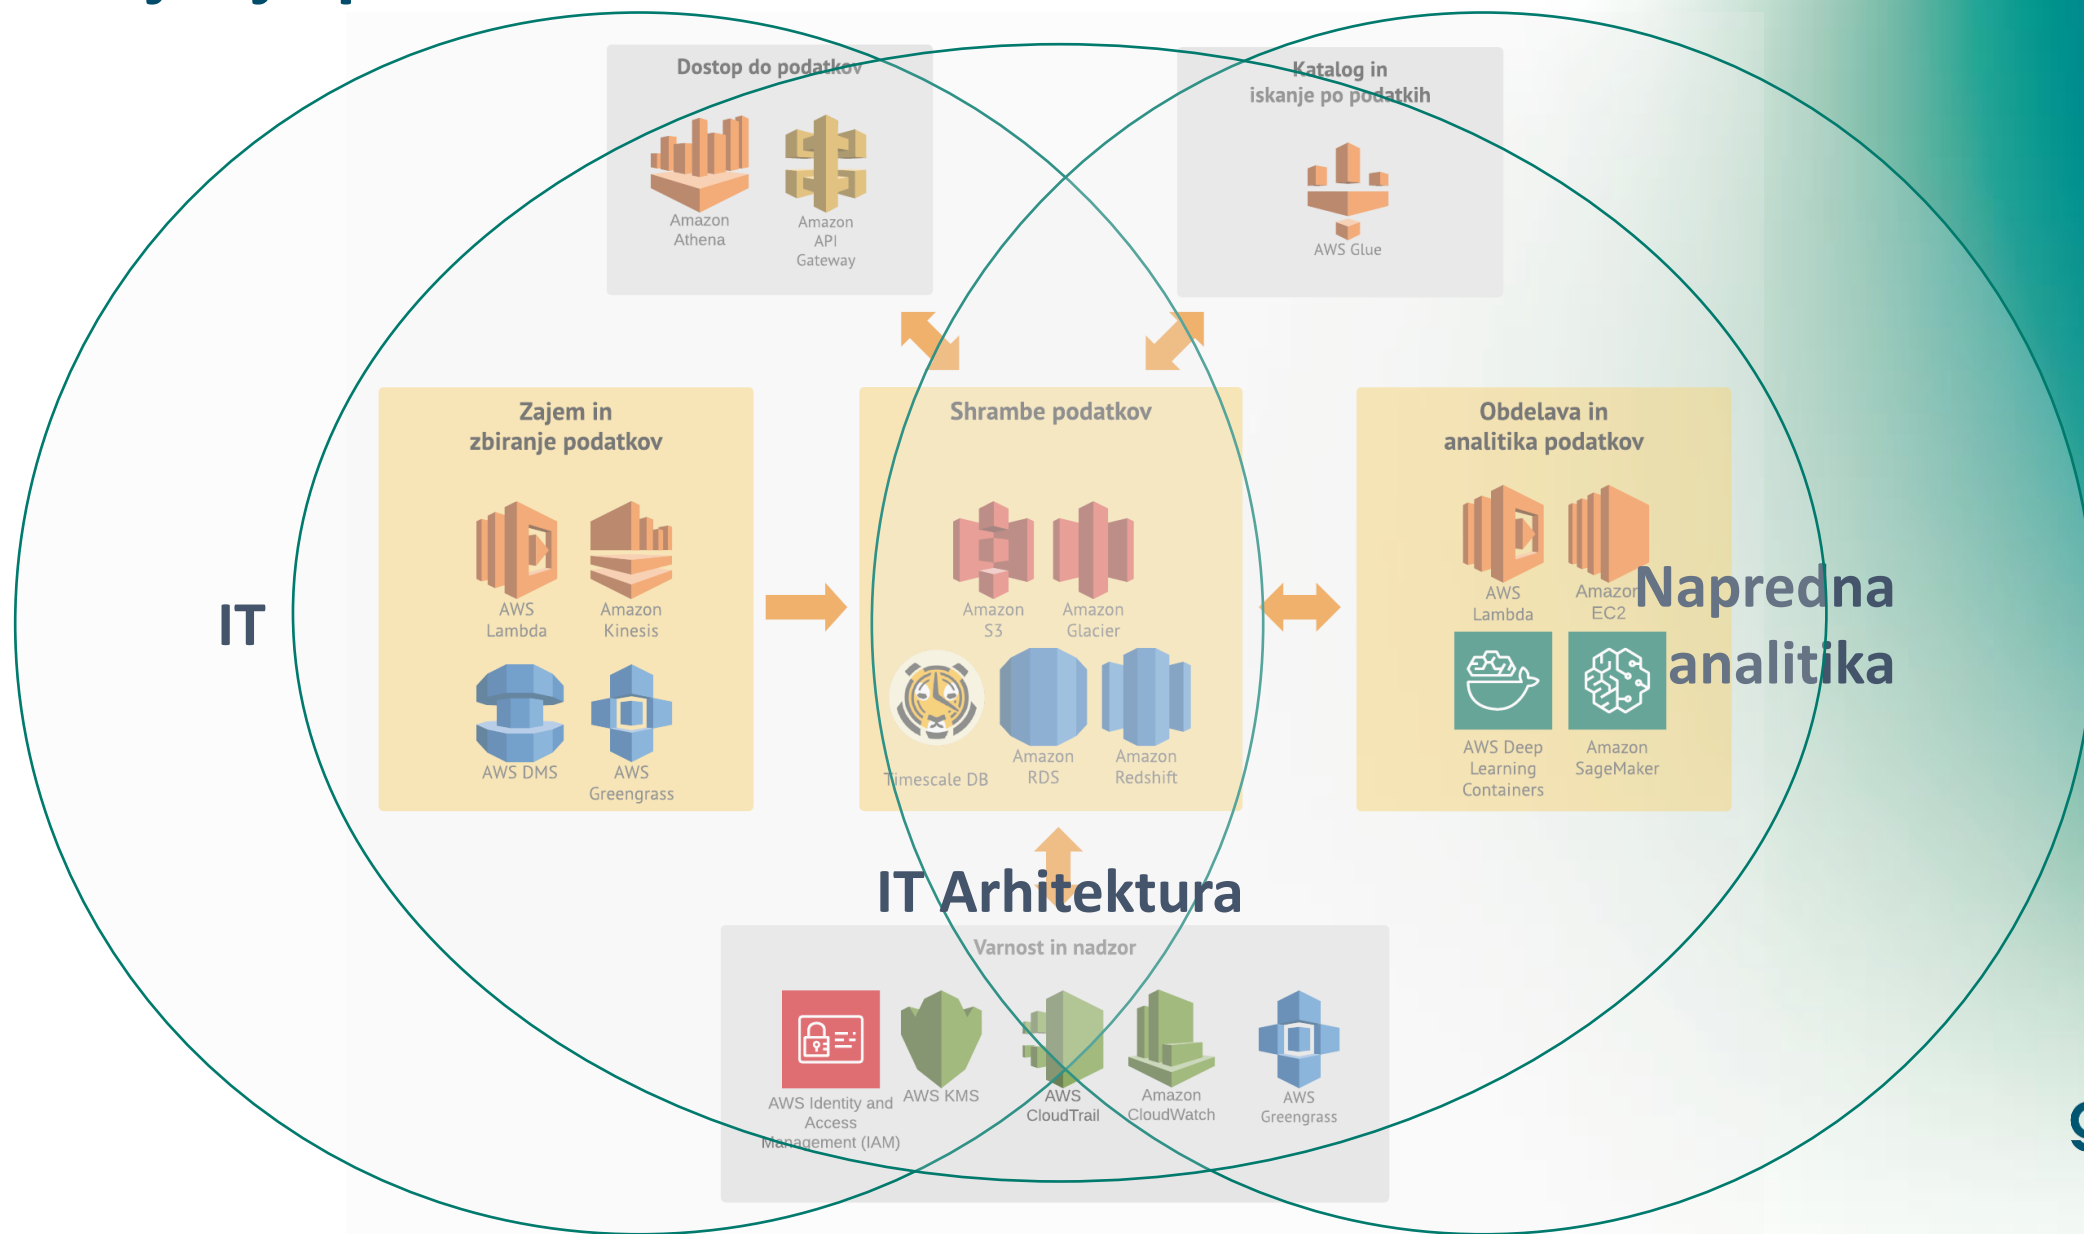 Dostop do podatkov
Amazon
Athena
Amazon
API
Gateway
Katalog in
iskanje po podatkih
AWS Glue
Zajem in
zbiranje podatkov
AWS
Lambda
Amazon
Kinesis
AWS DMS
AWS
Greengrass
Shrambe podatkov
Amazon
S3
Amazon
Glacier
Timescale DB
Amazon
RDS
Amazon
Redshift
Obdelava in
analitika podatkov
AWS
Lambda
Amazon
EC2
AWS Deep
Learning
Containers
Amazon
SageMaker
IT
Napredna
analitika
IT Arhitektura
Varnost in nadzor
AWS Identity and
Access
Management (IAM)
AWS KMS
AWS
CloudTrail
Amazon
CloudWatch
AWS
Greengrass